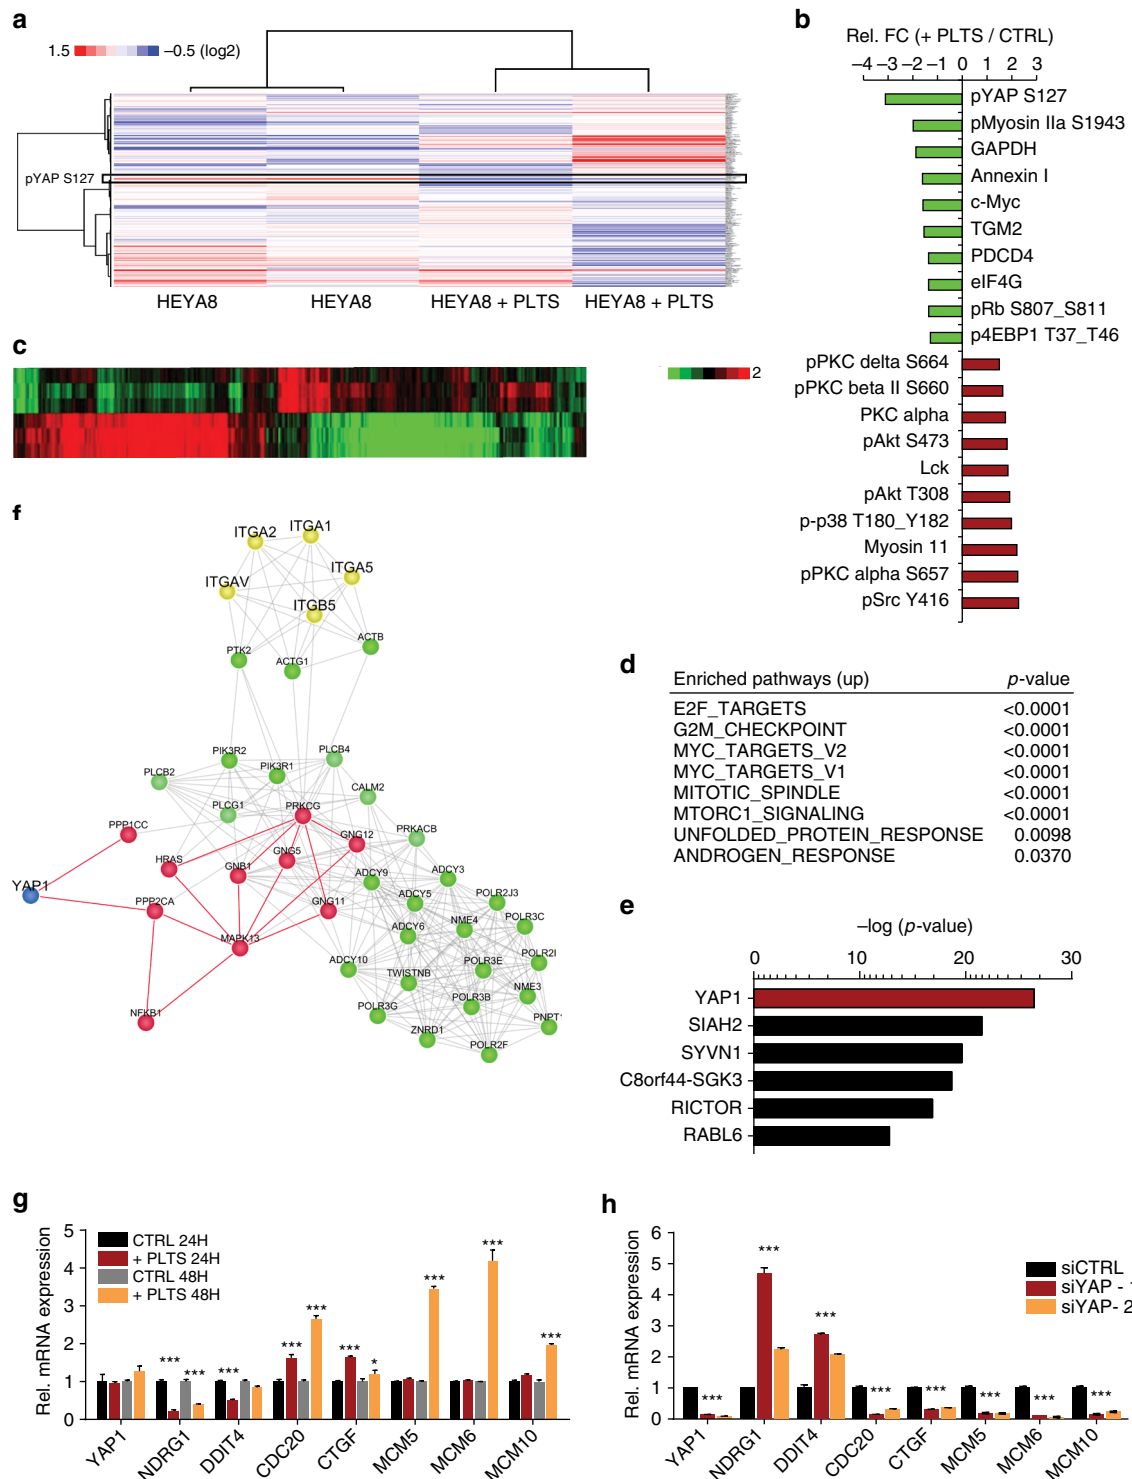 a
1.5
–0.5 (log2)
pYAP S127
HEYA8
HEYA8
HEYA8 + PLTS
HEYA8 + PLTS
b
Rel. FC (+ PLTS / CTRL)
–4 –3 –2 –1 0 1 2 3
pYAP S127
pMyosin IIa S1943
GAPDH
Annexin I
c-Myc
TGM2
PDCD4
eIF4G
pRb S807_S811
p4EBP1 T37_T46
pPKC delta S664
pPKC beta II S660
PKC alpha
pAkt S473
Lck
pAkt T308
p-p38 T180_Y182
Myosin 11
pPKC alpha S657
pSrc Y416
c
2
d
Enriched pathways (up) p-value
E2F_TARGETS <0.0001
G2M_CHECKPOINT <0.0001
MYC_TARGETS_V2 <0.0001
MYC_TARGETS_V1 <0.0001
MITOTIC_SPINDLE <0.0001
MTORC1_SIGNALING <0.0001
UNFOLDED_PROTEIN_RESPONSE 0.0098
ANDROGEN_RESPONSE 0.0370
e
–log (p-value)
0 10 20 30
YAP1
SIAH2
SYVN1
C8orf44-SGK3
RICTOR
RABL6
f
ITGA2
ITGA1
ITGAV
ITGA5
ITGB5
ACTB
PTK2
ACTG1
PIK3R2
PLCB4
PLCB2
PIK3R1
CALM2
PLCG1
PRKCG
PPP1CC
GNG12
PRKACB
HRAS
GNG5
GNB1
ADCY9
ADCY3
YAP1
PPP2CA
GNG11
ADCY5
POLR2J3
NME4
POLR3C
MAPK13
ADCY6
ADCY10
POLR3E
POLR2I
TWISTNB
NME3
NFKB1
POLR3G
POLR3B
PNPT1
ZNRD1
POLR2F
g
Rel. mRNA expression
5
4
3
2
1
0
CTRL 24H
+ PLTS 24H
CTRL 48H
+ PLTS 48H
*** *** *** *** *** *** * *** *** ***
YAP1
NDRG1
DDIT4
CDC20
CTGF
MCM5
MCM6
MCM10
h
Rel. mRNA expression
6
5
4
3
2
1
0
siCTRL
siYAP - 1
siYAP- 2
*** *** *** *** *** *** *** ***
YAP1
NDRG1
DDIT4
CDC20
CTGF
MCM5
MCM6
MCM10